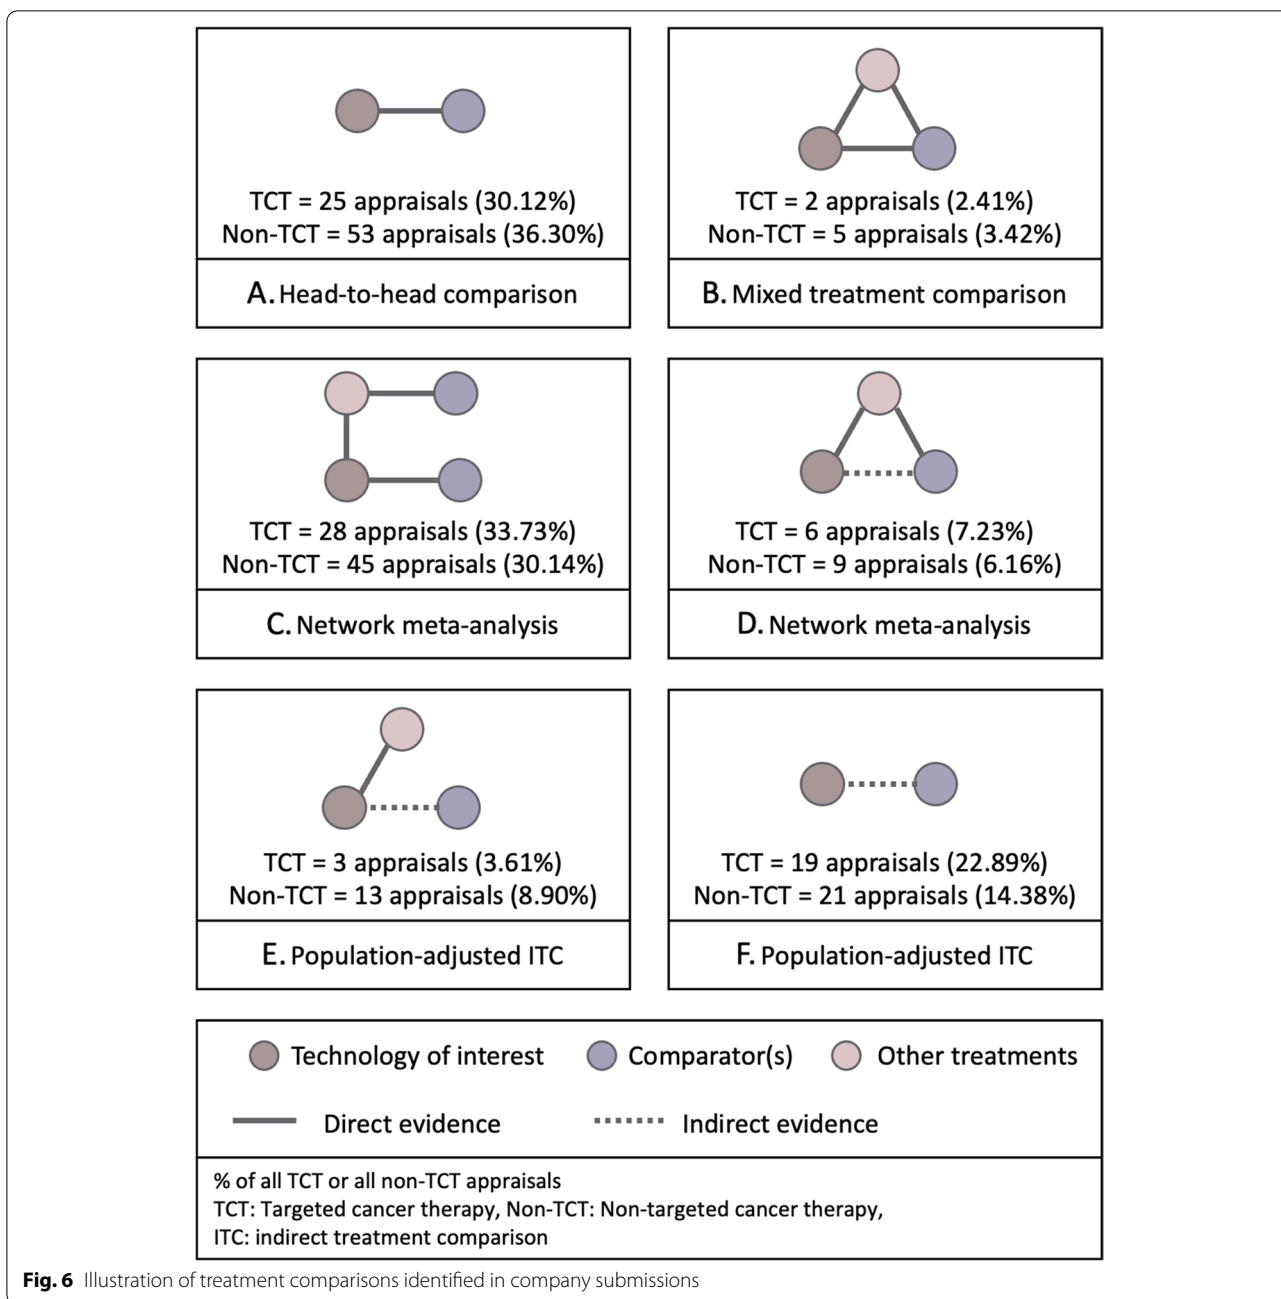 TCT = 25 appraisals (30.12%)
Non-TCT = 53 appraisals (36.30%)
A. Head-to-head comparison
TCT = 2 appraisals (2.41%)
Non-TCT = 5 appraisals (3.42%)
B. Mixed treatment comparison
TCT = 28 appraisals (33.73%)
Non-TCT = 45 appraisals (30.14%)
C. Network meta-analysis
TCT = 6 appraisals (7.23%)
Non-TCT = 9 appraisals (6.16%)
D. Network meta-analysis
TCT = 3 appraisals (3.61%)
Non-TCT = 13 appraisals (8.90%)
E. Population-adjusted ITC
TCT = 19 appraisals (22.89%)
Non-TCT = 21 appraisals (14.38%)
F. Population-adjusted ITC
Technology of interest Comparator(s) Other treatments
Direct evidence Indirect evidence
% of all TCT or all non-TCT appraisals
TCT: Targeted cancer therapy, Non-TCT: Non-targeted cancer therapy,
ITC: indirect treatment comparison
Fig. 6 Illustration of treatment comparisons identified in company submissions